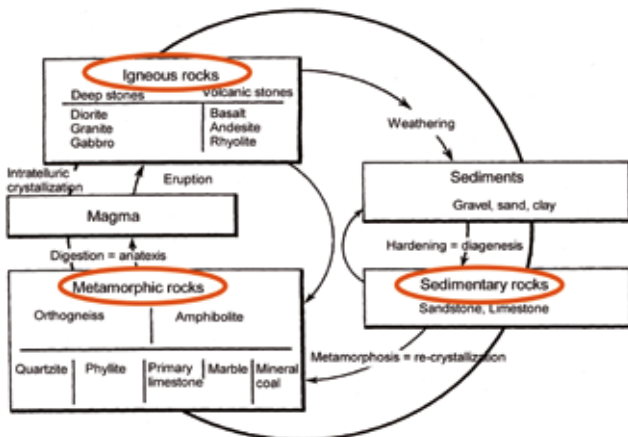 Igneous rocks
Deep stones
Volcanic stones
Diorite
Granite
Gabbro
Basalt
Andesite
Rhyolite
Weathering
Intratelluric
crystallization
Eruption
Sediments
Gravel, sand, clay
Magma
Digestion = anatexis
Hardening = diagenesis
Metamorphic rocks
Sedimentary rocks
Sandstone, Limestone
Orthogneiss
Amphibolite
Metamorphosis = re-crystallization
Quartzite
Phyllite
Primary
limestone
Marble
Mineral
coal